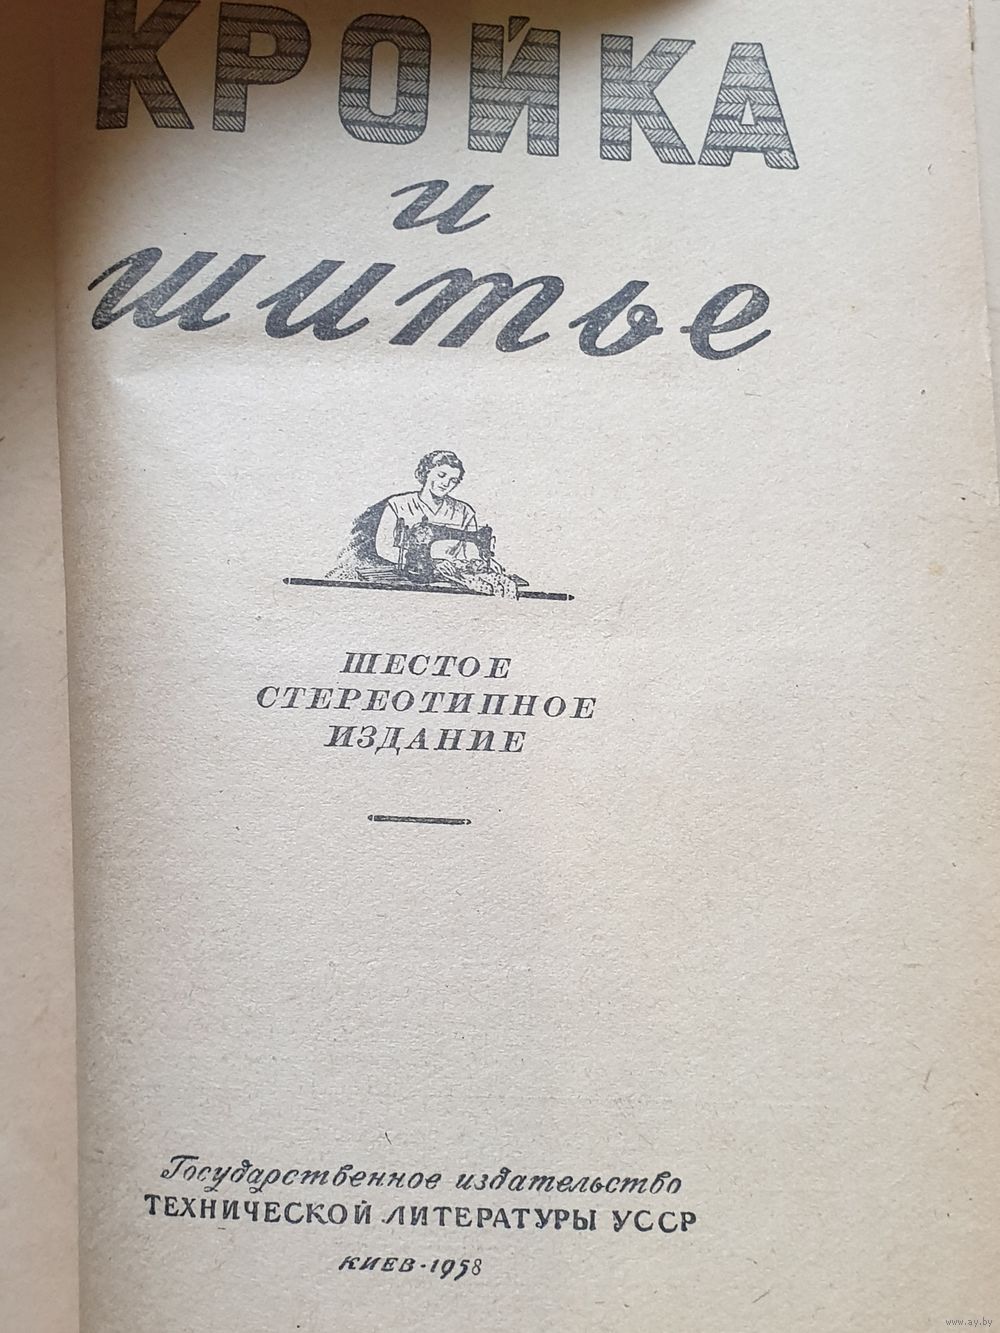 КРОЙКА
и
шитье
ШЕСТОЕ
СТЕРЕОТИПНОЕ
ИЗДАНИЕ
Государственное издательство
ТЕХНИЧЕСКОЙ ЛИТЕРАТУРЫ УССР
КИЕВ-1958
www.ay.by